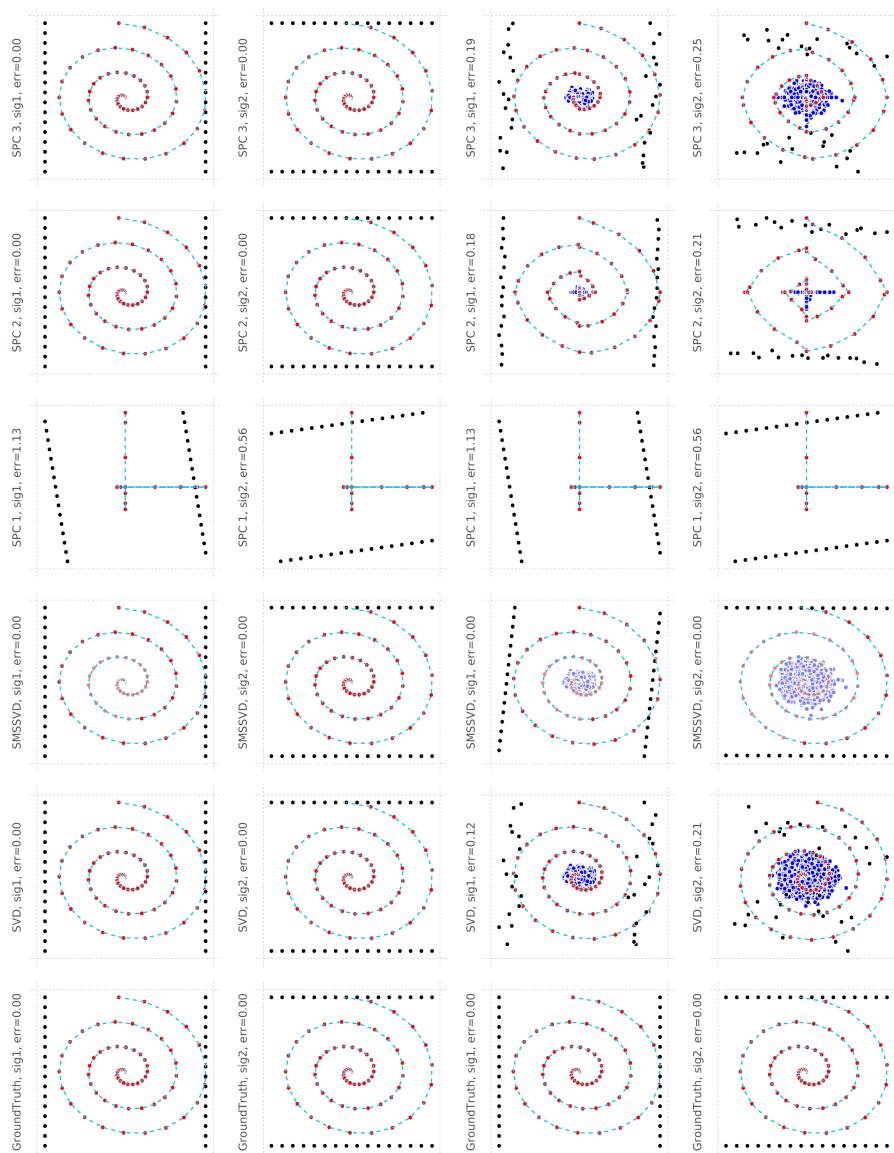 GroundTruth, sig1, err=0.00
SVD, sig1, err=0.00
SMSSVD, sig1, err=0.00
SPC 1, sig1, err=1.13
SPC 2, sig1, err=0.00
SPC 3, sig1, err=0.00
GroundTruth, sig2, err=0.00
SVD, sig2, err=0.00
SMSSVD, sig2, err=0.00
SPC 1, sig2, err=0.56
SPC 2, sig2, err=0.00
SPC 3, sig2, err=0.00
GroundTruth, sig1, err=0.00
SVD, sig1, err=0.12
SMSSVD, sig1, err=0.00
SPC 1, sig1, err=1.13
SPC 2, sig1, err=0.18
SPC 3, sig1, err=0.19
GroundTruth, sig2, err=0.00
SVD, sig2, err=0.21
SMSSVD, sig2, err=0.00
SPC 1, sig2, err=0.56
SPC 2, sig2, err=0.21
SPC 3, sig2, err=0.25